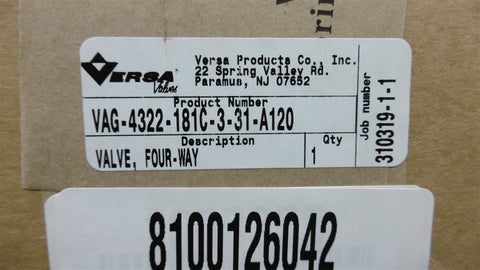 VERSA
Valves
Versa Products Co., Inc.
22 Spring Valley Rd.
Paramus, NJ 07652
Product Number
VAG-4322-181C-3-31-A120
Description
Qty
VALVE, FOUR-WAY
1
Job number
310319-1-1
8100126042